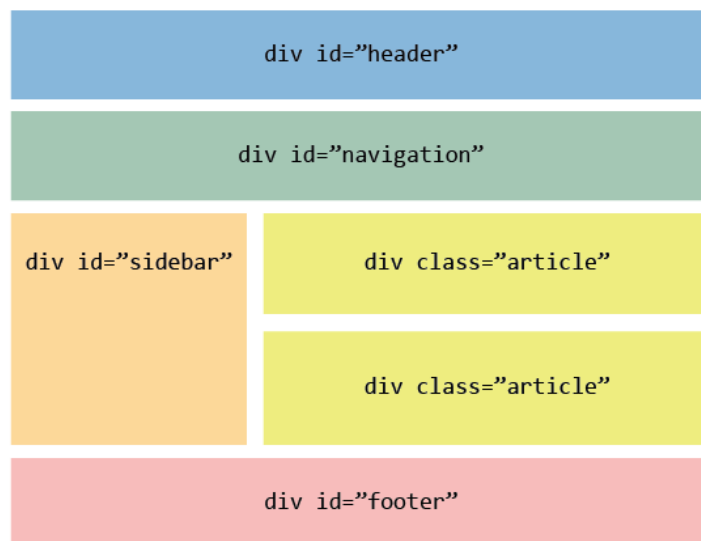 div id=”header”
div id=”navigation”
div id=”sidebar”
div class=”article”
div class=”article”
div id=”footer”